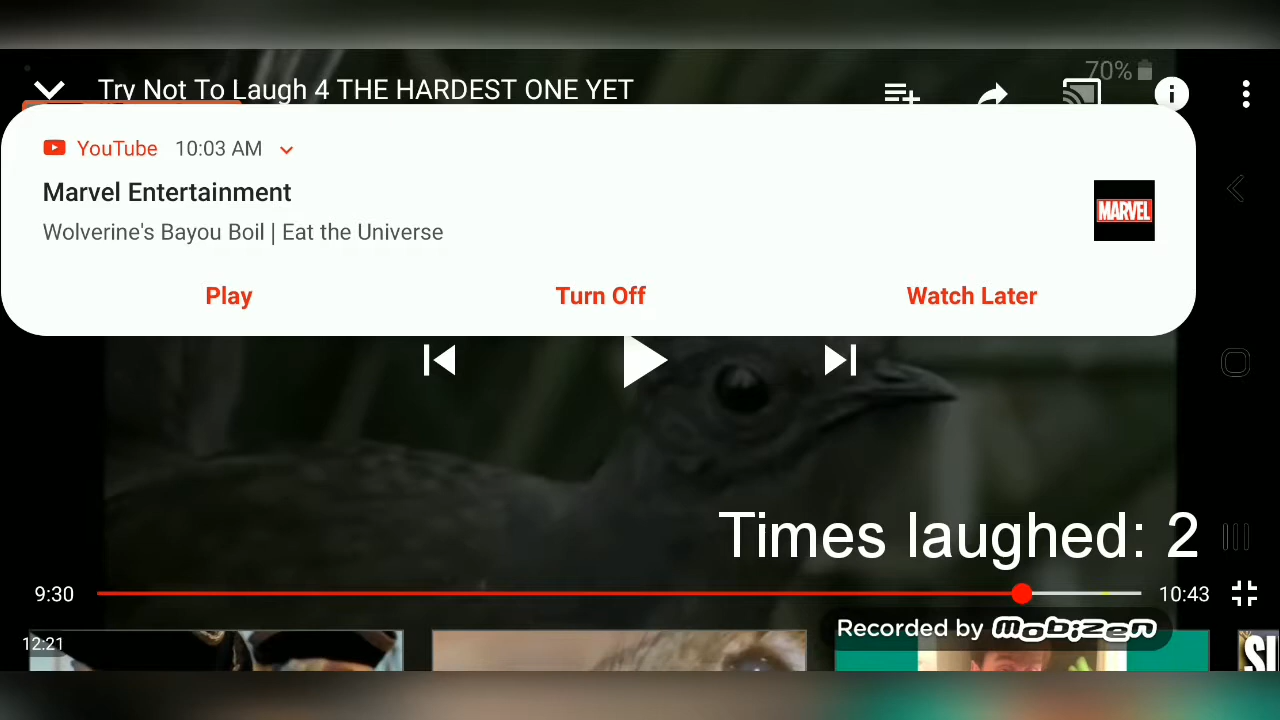 70%
Try Not To Laugh 4 THE HARDEST ONE YET
YouTube 10:03 AM
Marvel Entertainment
MARVEL
Wolverine's Bayou Boil | Eat the Universe
Play Turn Off Watch Later
Times laughed: 2
9:30 10:43
Recorded by mobizen
12:21